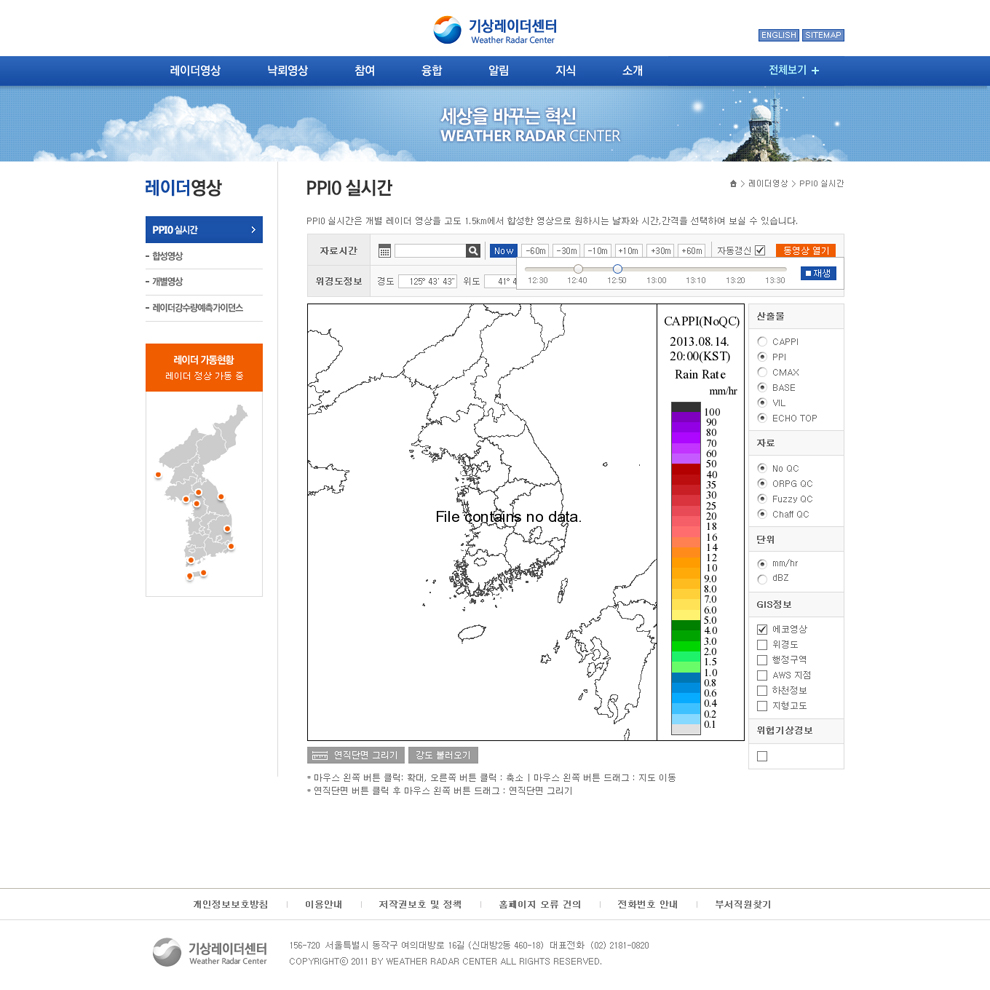 기상레이더센터
Weather Radar Center
ENGLISH SITEMAP
레이더영상 낙뢰영상 참여 융합 알림 지식 소개 전체보기 +
세상을 바꾸는 혁신
WEATHER RADAR CENTER
레이더영상
PPI0 실시간
합성영상
개별영상
레이더강수량예측가이던스
레이더 가동현황
레이더 정상 가동 중
PPI0 실시간
레이더영상 > PPI0 실시간
PPI0 실시간은 개별 레이더 영상을 고도 1.5km에서 합성한 영상으로 원하시는 날짜와 시간,간격을 선택하여 보실 수 있습니다.
자료시간 Now -60m -30m -10m +10m +30m +60m 자동갱신 동영상 열기
12:30 12:40 12:50 13:00 13:10 13:20 13:30 재생
위경도정보 경도 125° 43′ 43″ 위도 41° 4
CAPPI(NoQC)
2013.08.14.
20:00(KST)
Rain Rate
mm/hr
100
90
80
70
60
50
40
35
30
25
20
18
16
14
12
10
9.0
8.0
7.0
6.0
5.0
4.0
3.0
2.0
1.5
1.0
0.8
0.6
0.4
0.2
0.1
File contains no data.
산출물
CAPPI
PPI
CMAX
BASE
VIL
ECHO TOP
자료
No QC
ORPG QC
Fuzzy QC
Chaff QC
단위
mm/hr
dBZ
GIS정보
에코영상
위경도
행정구역
AWS 지점
하천정보
지형고도
위험기상경보
연직단면 그리기 강도 불러오기
* 마우스 왼쪽 버튼 클릭: 확대, 오른쪽 버튼 클릭 : 축소 | 마우스 왼쪽 버튼 드래그 : 지도 이동
* 연직단면 버튼 클릭 후 마우스 왼쪽 버튼 드래그 : 연직단면 그리기
개인정보보호방침 이용안내 저작권보호 및 정책 홈페이지 오류 건의 전화번호 안내 부서직원찾기
기상레이더센터
Weather Radar Center
156-720 서울특별시 동작구 여의대방로 16길 (신대방2동 460-18) 대표전화 (02) 2181-0820
COPYRIGHTⓒ 2011 BY WEATHER RADAR CENTER ALL RIGHTS RESERVED.